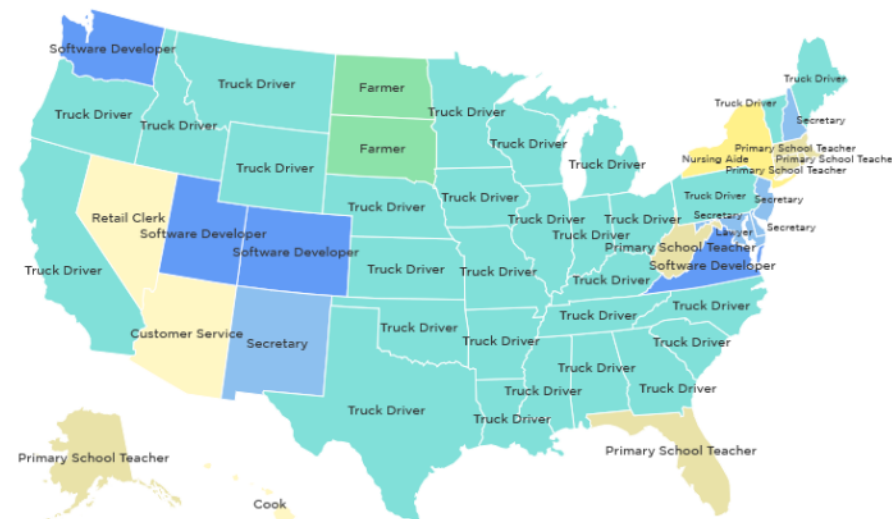 Software Developer
Truck Driver
Truck Driver
Truck Driver
Farmer
Truck Driver
Truck Driver
Truck Driver
Truck Driver
Secretary
Truck Driver
Farmer
Truck Driver
Truck Driver
Primary School Teacher
Nursing Aide
Primary School Teacher
Primary School Teacher
Retail Clerk
Truck Driver
Truck Driver
Truck Driver
Truck Driver
Truck Driver
Secretary
Software Developer
Software Developer
Truck Driver
Truck Driver
Primary School Teacher
Secretary
Lawyer
Secretary
Truck Driver
Truck Driver
Truck Driver
Truck Driver
Software Developer
Customer Service
Secretary
Truck Driver
Truck Driver
Truck Driver
Truck Driver
Truck Driver
Truck Driver
Truck Driver
Truck Driver
Truck Driver
Truck Driver
Truck Driver
Primary School Teacher
Primary School Teacher
Cook